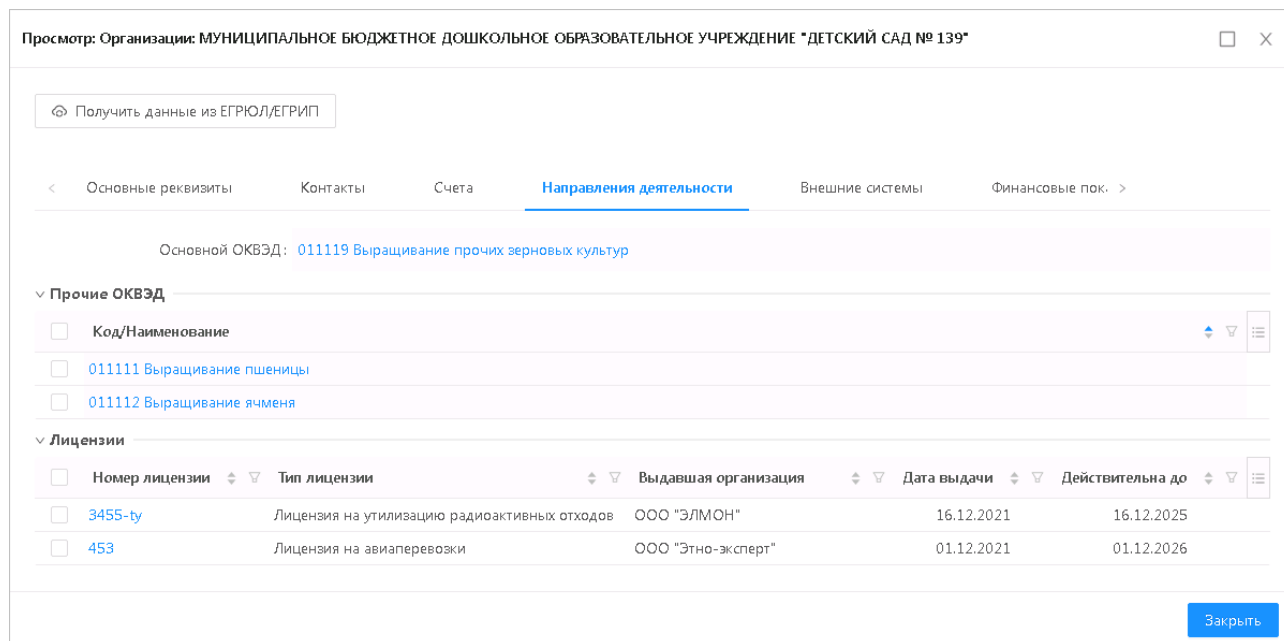 Просмотр: Организации: МУНИЦИПАЛЬНОЕ БЮДЖЕТНОЕ ДОШКОЛЬНОЕ ОБРАЗОВАТЕЛЬНОЕ УЧРЕЖДЕНИЕ "ДЕТСКИЙ САД № 139"
Получить данные из ЕГРЮЛ/ЕГРИП
Основные реквизиты Контакты Счета Направления деятельности Внешние системы Финансовые пок.
Основной ОКВЭД: 011119 Выращивание прочих зерновых культур
Прочие ОКВЭД
Код/Наименование
011111 Выращивание пшеницы
011112 Выращивание ячменя
Лицензии
Номер лицензии Тип лицензии Выдавшая организация Дата выдачи Действительна до
3455-ty Лицензия на утилизацию радиоактивных отходов ООО "ЭЛМОН" 16.12.2021 16.12.2025
453 Лицензия на авиаперевозки ООО "Этно-эксперт" 01.12.2021 01.12.2026
Закрыть